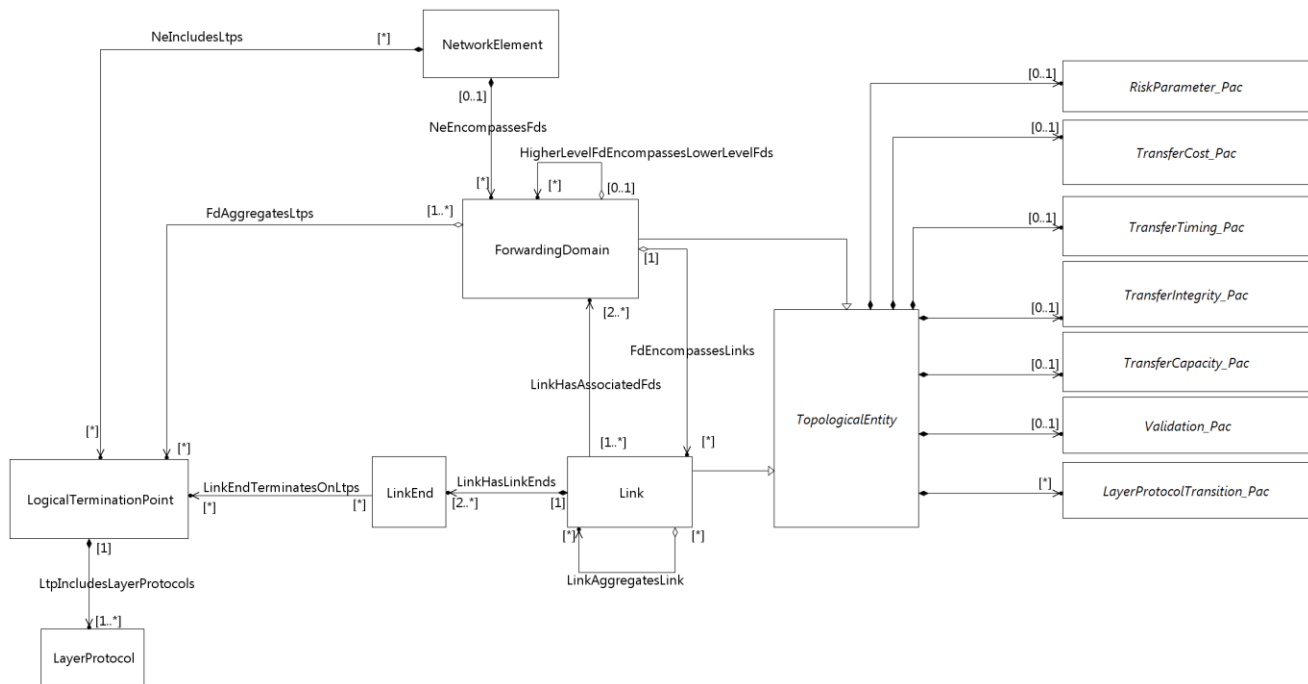 NeIncludesLtps
[*]
NetworkElement
[0..1]
NeEncompassesFds
HigherLevelFdEncompassesLowerLevelFds
[*]
[*]
[0..1]
FdAggregatesLtps
[1..*]
ForwardingDomain
[1]
[2..*]
FdEncompassesLinks
LinkHasAssociatedFds
[*]
[*]
[1..*]
[*]
LogicalTerminationPoint
LinkEndTerminatesOnLtps
[*]
[*]
LinkEnd
LinkHasLinkEnds
[2..*]
[1]
Link
[*]
[*]
LinkAggregatesLink
[1]
LtpIncludesLayerProtocols
[1..*]
LayerProtocol
TopologicalEntity
[0..1]
RiskParameter_Pac
[0..1]
TransferCost_Pac
[0..1]
TransferTiming_Pac
TransferIntegrity_Pac
[0..1]
TransferCapacity_Pac
[0..1]
[0..1]
Validation_Pac
[*]
LayerProtocolTransition_Pac